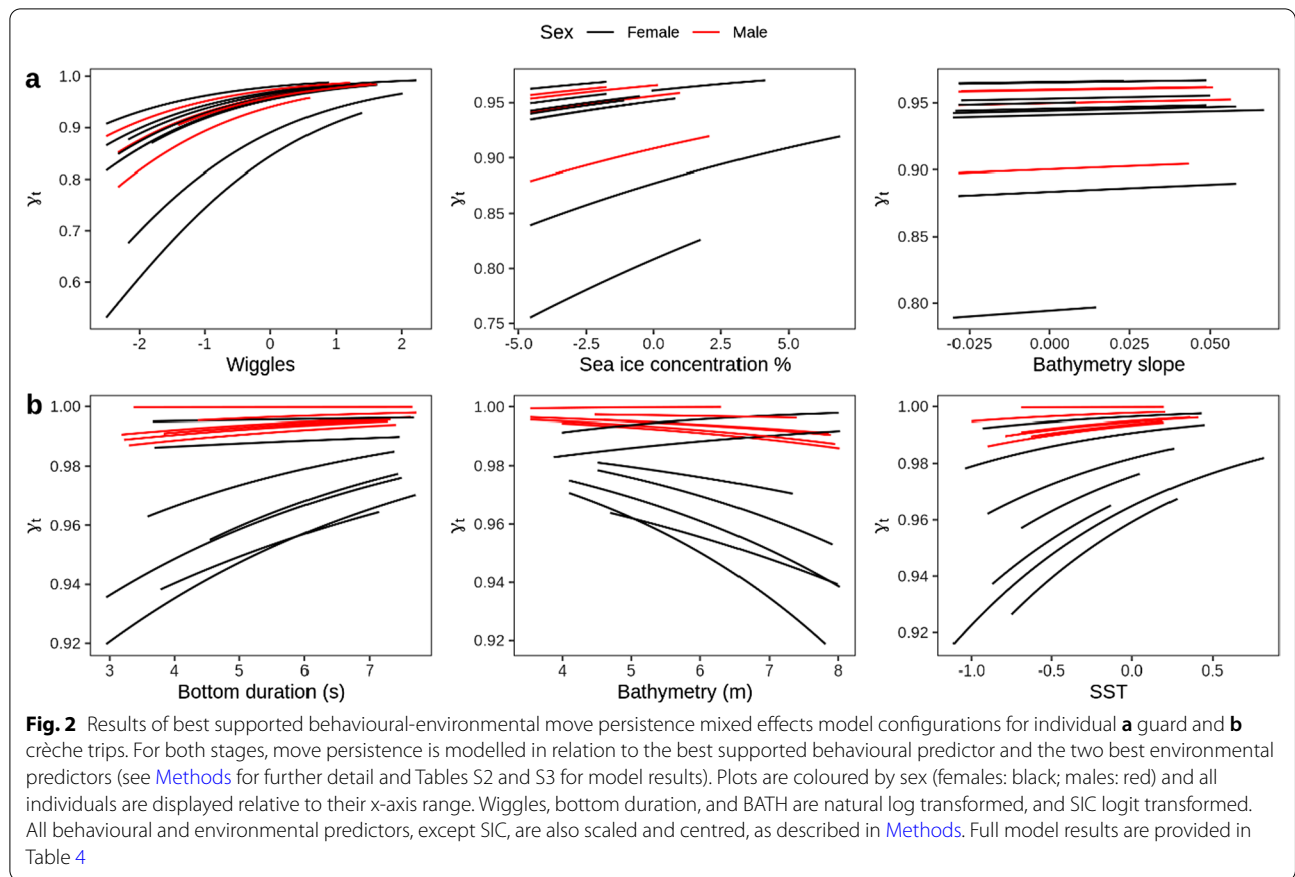 Sex Female Male
a
γt
1.0
0.9
0.8
0.7
0.6
-2 -1 0 1 2
Wiggles
γt
0.95
0.90
0.85
0.80
0.75
-5.0 -2.5 0.0 2.5 5.0
Sea ice concentration %
γt
0.95
0.90
0.85
0.80
-0.025 0.000 0.025 0.050
Bathymetry slope
b
γt
1.00
0.98
0.96
0.94
0.92
3 4 5 6 7
Bottom duration (s)
γt
1.00
0.98
0.96
0.94
0.92
4 5 6 7 8
Bathymetry (m)
γt
1.00
0.98
0.96
0.94
0.92
-1.0 -0.5 0.0 0.5
SST
Fig. 2 Results of best supported behavioural-environmental move persistence mixed effects model configurations for individual a guard and b
crèche trips. For both stages, move persistence is modelled in relation to the best supported behavioural predictor and the two best environmental
predictors (see Methods for further detail and Tables S2 and S3 for model results). Plots are coloured by sex (females: black; males: red) and all
individuals are displayed relative to their x-axis range. Wiggles, bottom duration, and BATH are natural log transformed, and SIC logit transformed.
All behavioural and environmental predictors, except SIC, are also scaled and centred, as described in Methods. Full model results are provided in
Table 4